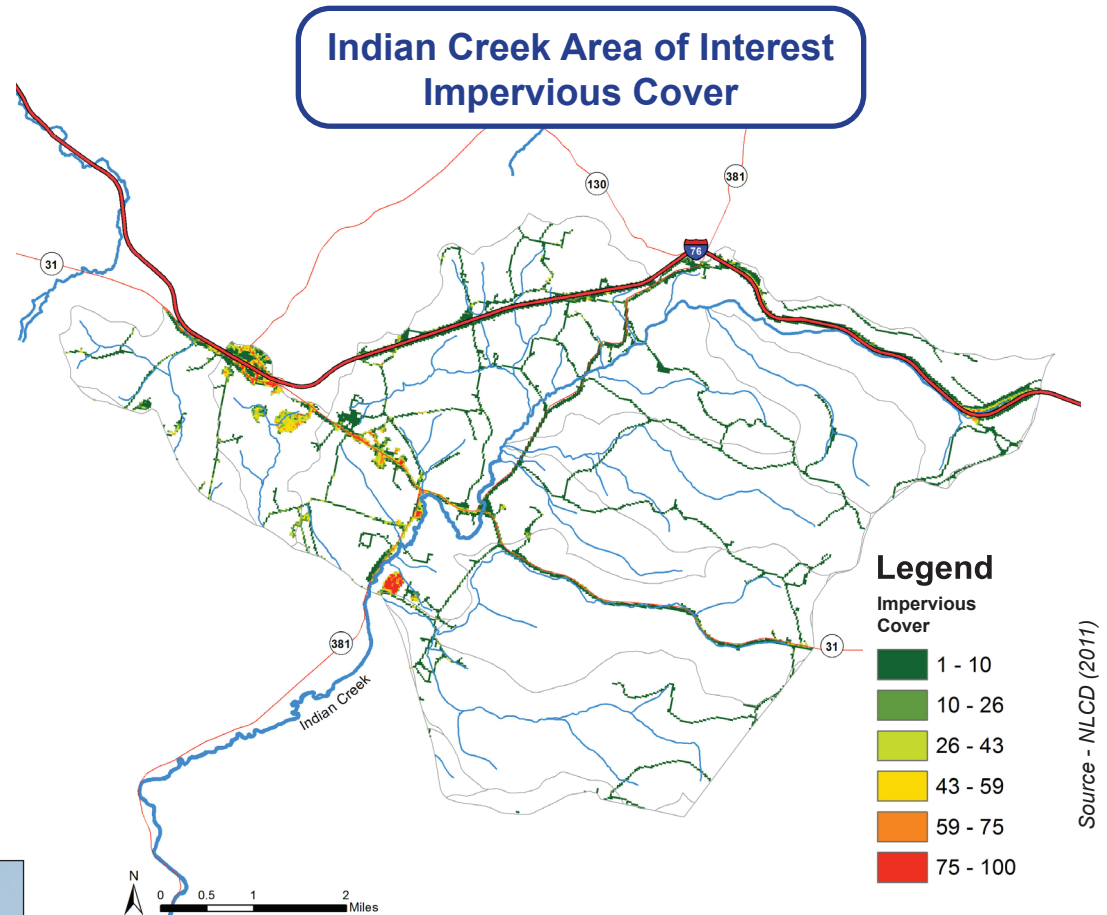 Indian Creek Area of Interest
Impervious Cover
130
381
31
76
31
381
Indian Creek
Legend
Impervious
Cover
1 - 10
10 - 26
26 - 43
43 - 59
59 - 75
75 - 100
Source - NLCD (2011)
N
0 0.5 1 2
Miles